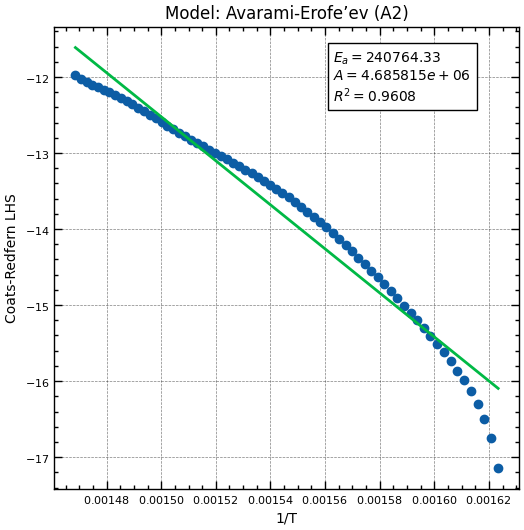 Model: Avarami-Erofe’ev (A2)
E_a = 240764.33
A = 4.685815e + 06
R² = 0.9608
Coats-Redfern LHS
−12
−13
−14
−15
−16
−17
0.00148 0.00150 0.00152 0.00154 0.00156 0.00158 0.00160 0.00162
1/T